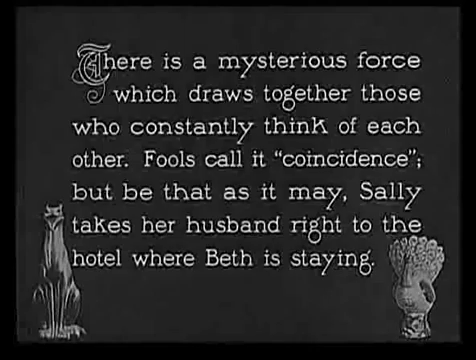 There is a mysterious force
which draws together those
who constantly think of each
other. Fools call it "coincidence";
but be that as it may, Sally
takes her husband right to the
hotel where Beth is staying.